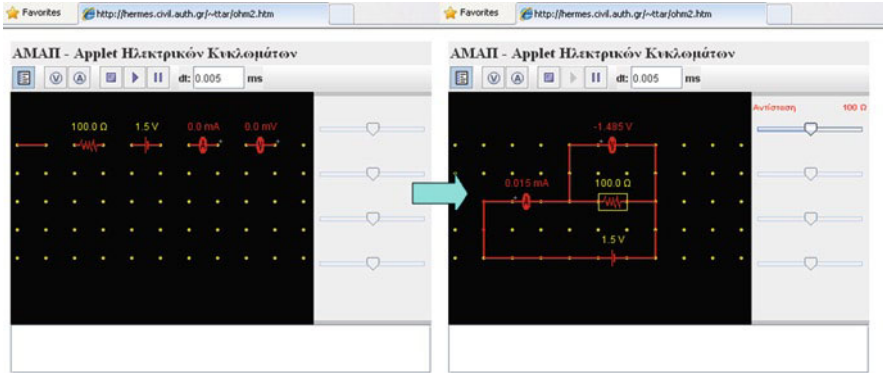 Favorites http://hermes.civil.auth.gr/~ttar/ohm2.htm
ΑΜΑΠ - Applet Ηλεκτρικών Κυκλωμάτων
V A dt: 0.005 ms
100.0 Ω 1.5 V 0.0 mA 0.0 mV
A V
Favorites http://hermes.civil.auth.gr/~ttar/ohm2.htm
ΑΜΑΠ - Applet Ηλεκτρικών Κυκλωμάτων
V A dt: 0.005 ms
Αντίσταση 100 Ω
-1.485 V
V
0.015 mA 100.0 Ω
A
1.5 V